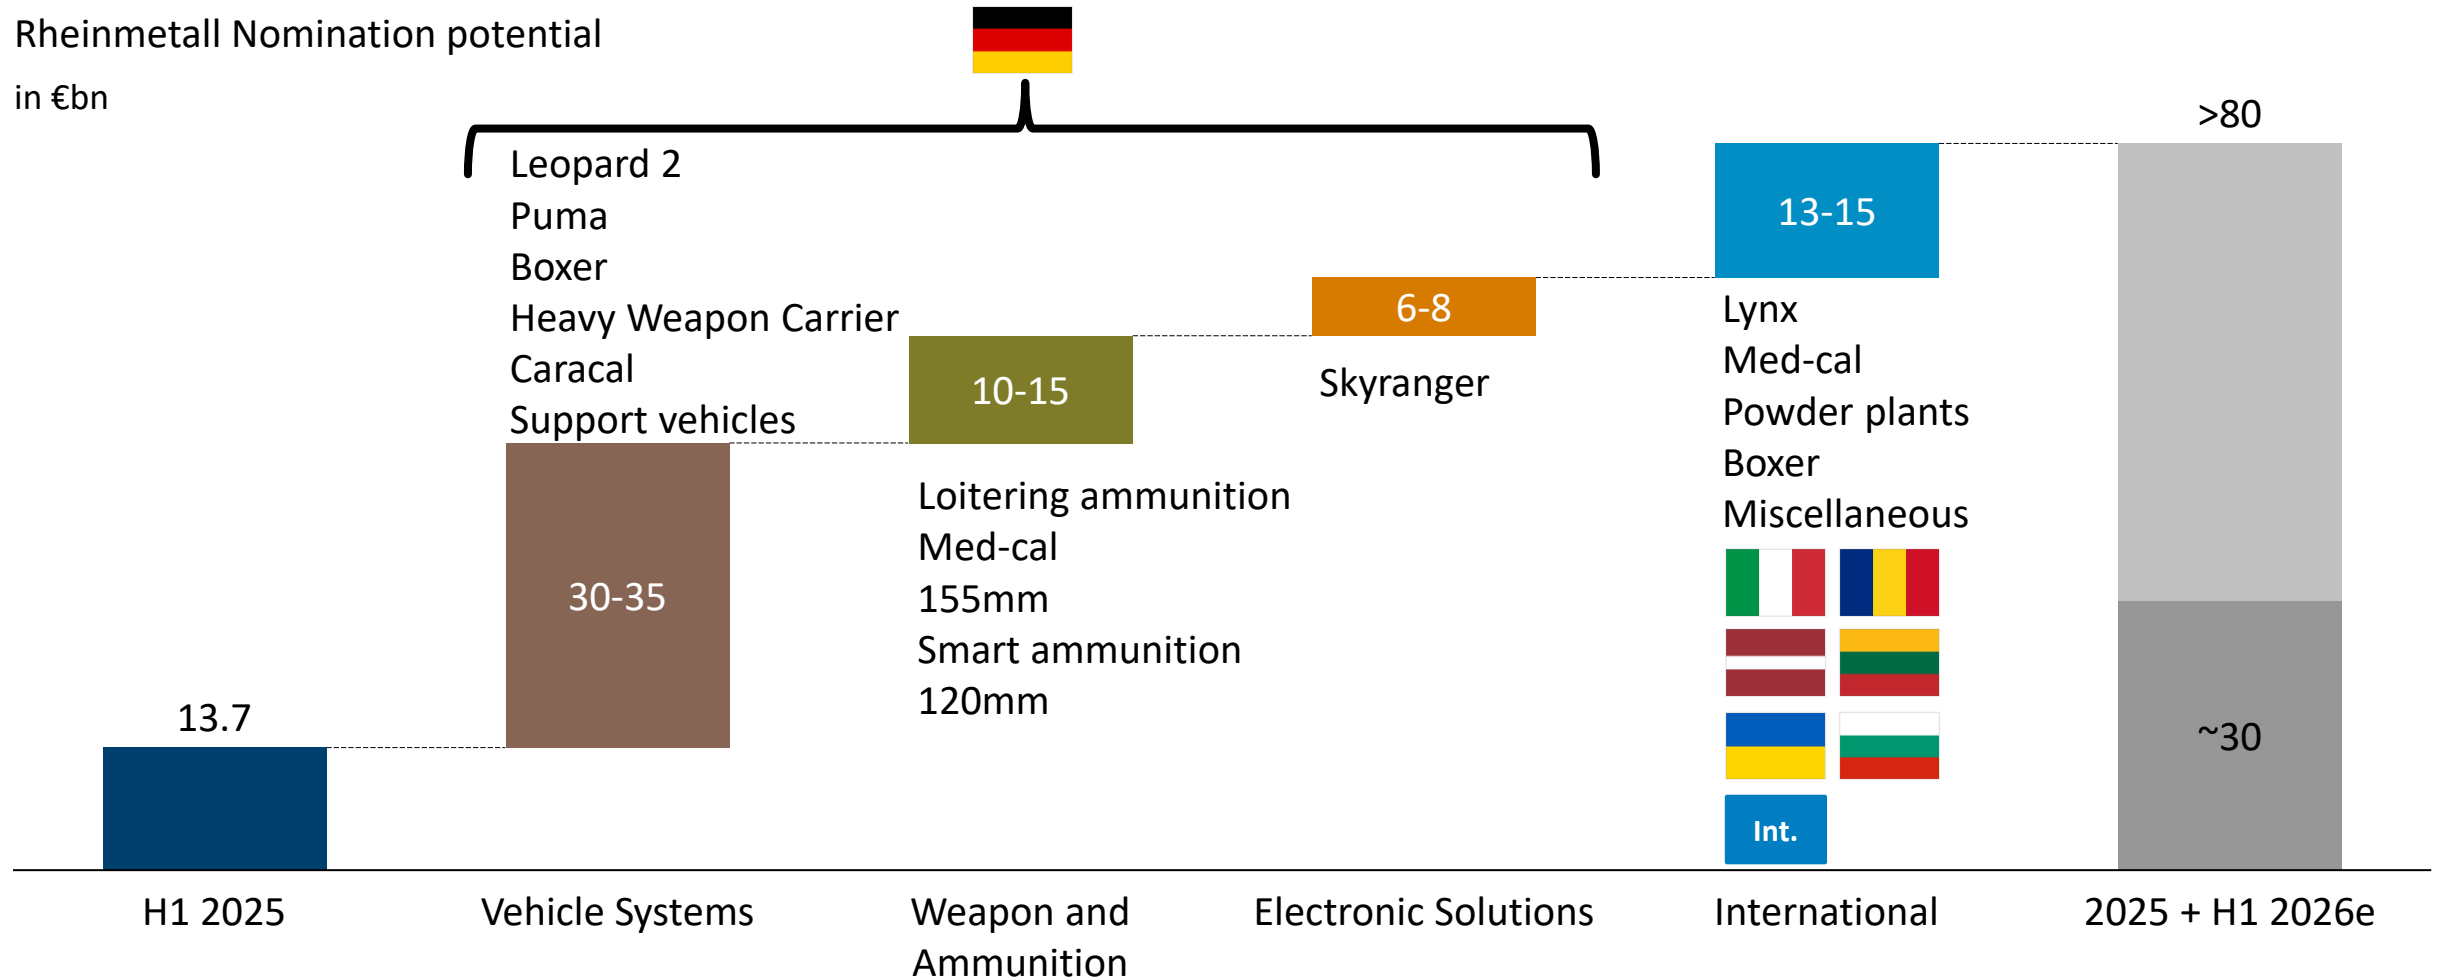 Rheinmetall Nomination potential
in €bn
>80
Leopard 2
Puma
Boxer
Heavy Weapon Carrier
Caracal
Support vehicles
13-15
6-8
10-15
Skyranger
Lynx
Med-cal
Powder plants
Boxer
Miscellaneous
Loitering ammunition
Med-cal
155mm
Smart ammunition
120mm
30-35
13.7
~30
Int.
H1 2025
Vehicle Systems
Weapon and
Ammunition
Electronic Solutions
International
2025 + H1 2026e